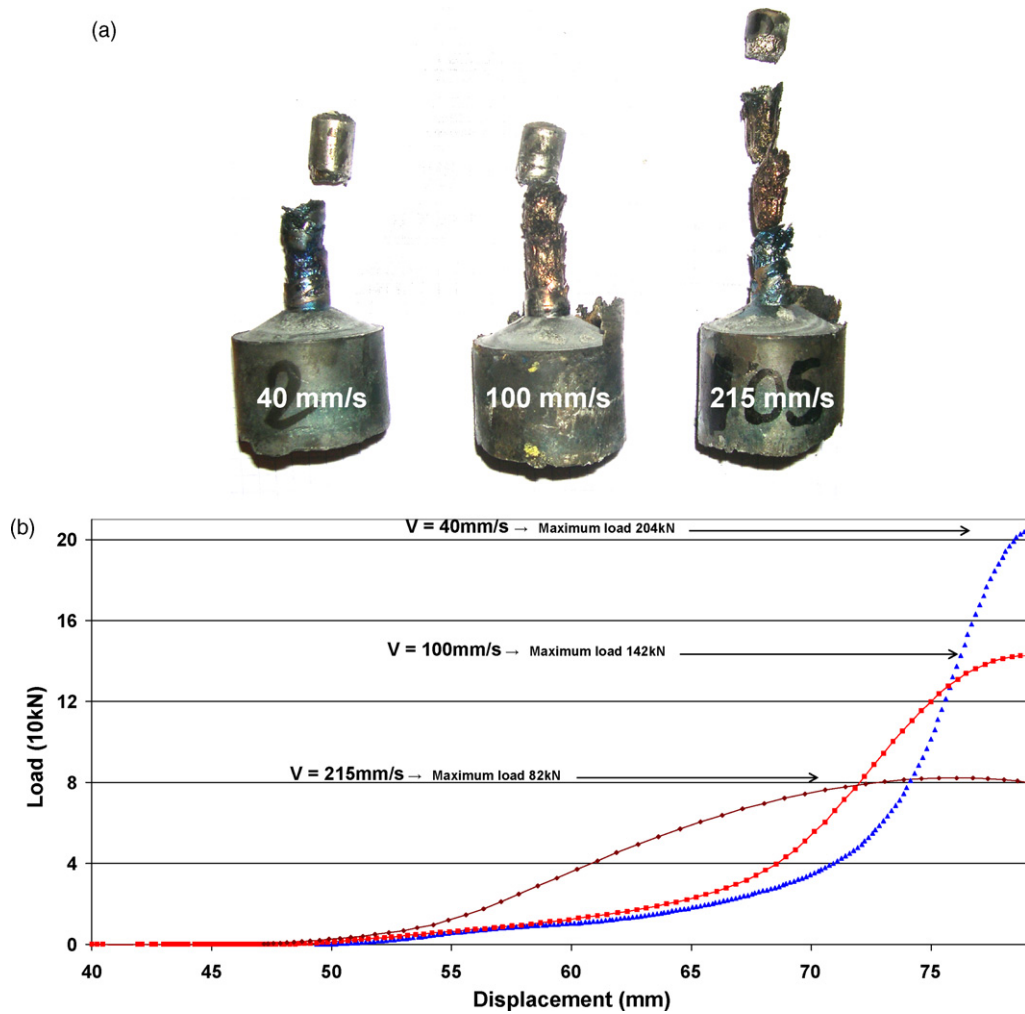 (a)
2
105
40 mm/s
100 mm/s
215 mm/s
(b)
V = 40mm/s → Maximum load 204kN
V = 100mm/s → Maximum load 142kN
V = 215mm/s → Maximum load 82kN
Load (10kN)
20
16
12
8
4
0
40 45 50 55 60 65 70 75
Displacement (mm)